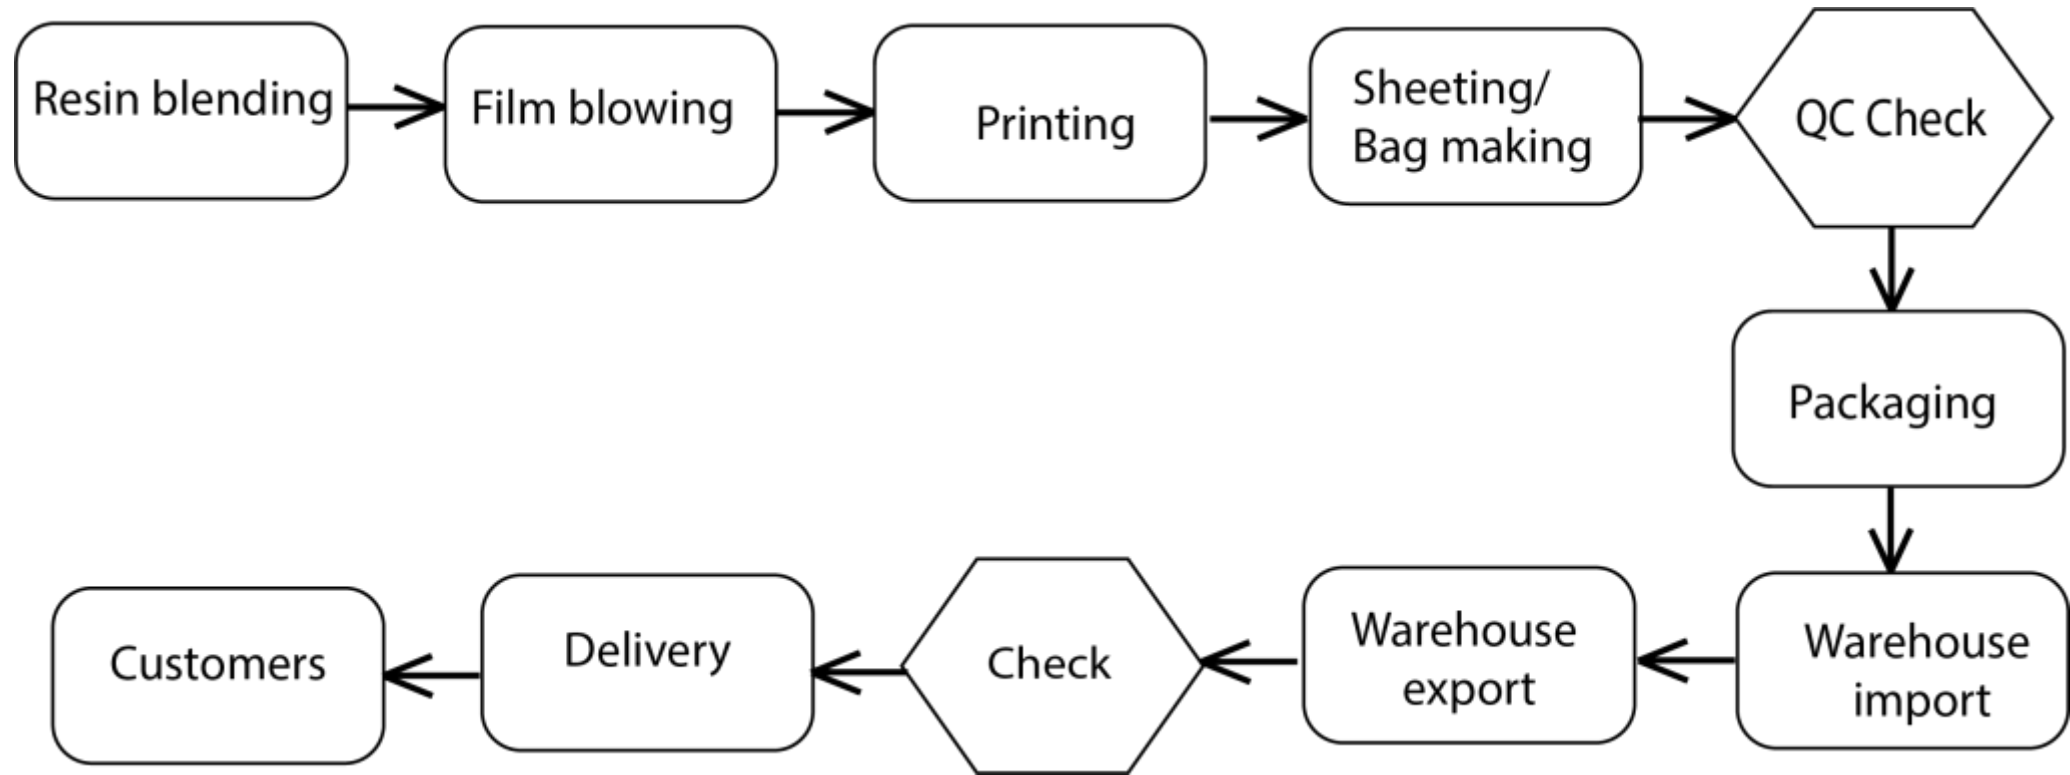 Resin blending
Film blowing
Printing
Sheeting/
Bag making
QC Check
Packaging
Warehouse
import
Warehouse
export
Check
Delivery
Customers